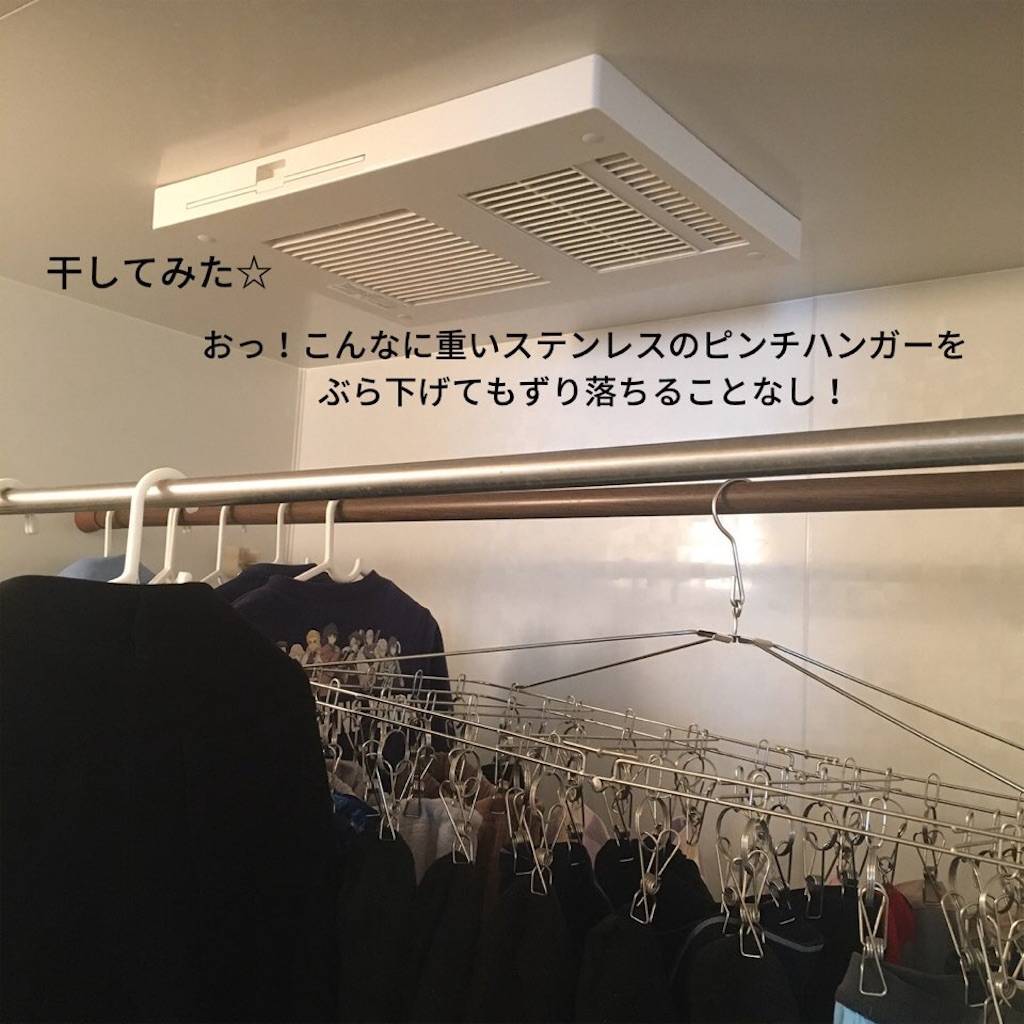 干してみた☆
おっ！こんなに重いステンレスのピンチハンガーを
ぶら下げてもずり落ちることなし！